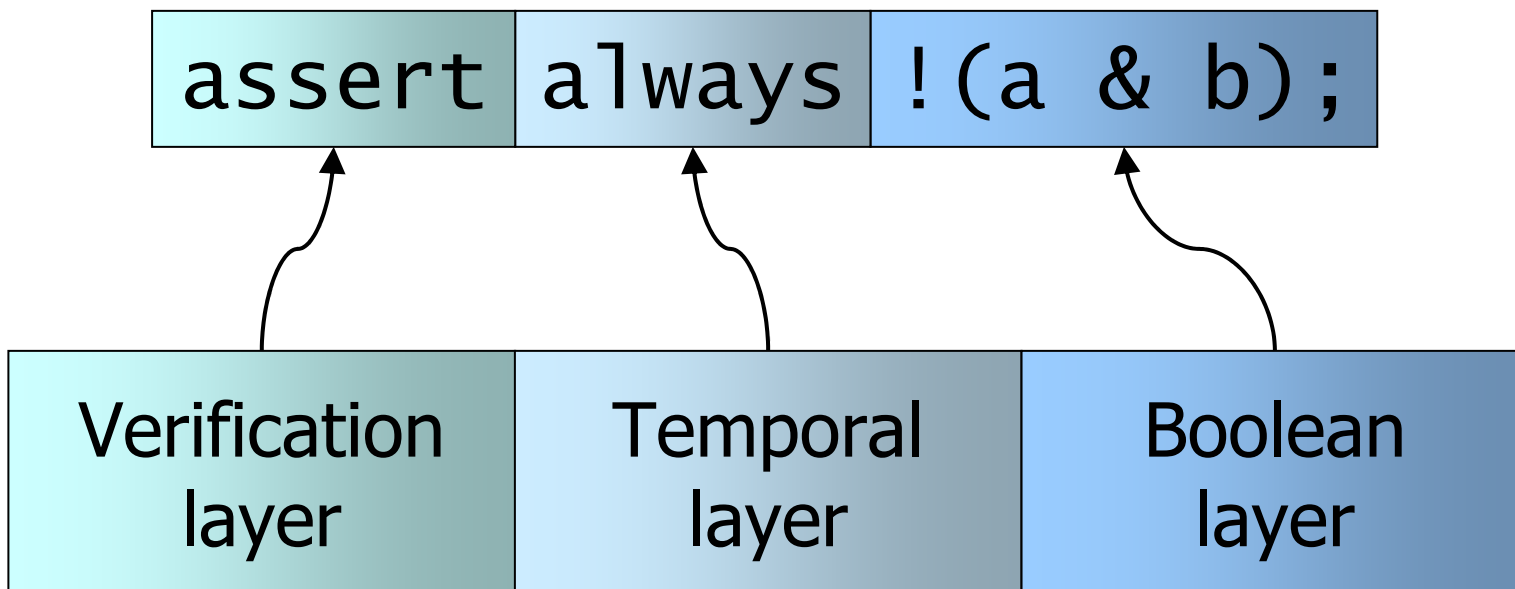 assert always !(a & b);
Verification Temporal Boolean
layer layer layer